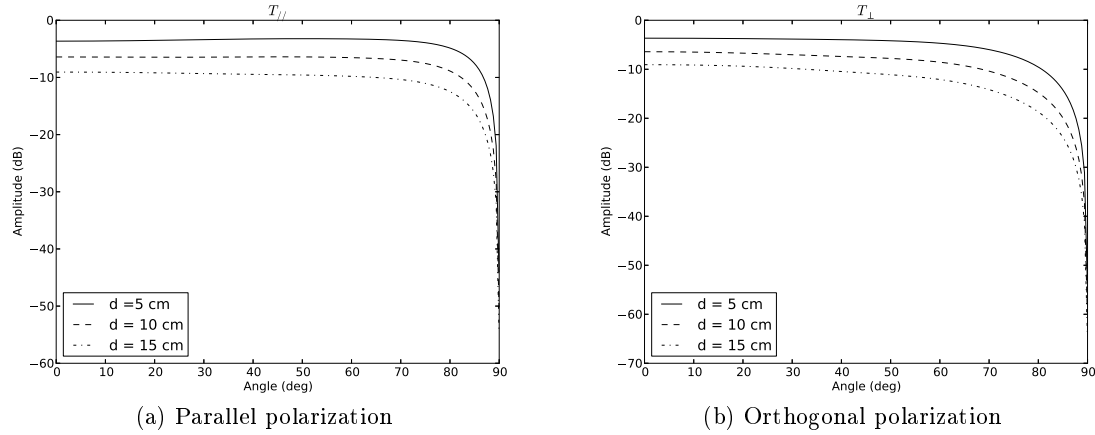 T//
0
−10
−20
−30
−40
−50
−60
Amplitude (dB)
d =5 cm
d = 10 cm
d = 15 cm
0 10 20 30 40 50 60 70 80 90
Angle (deg)
(a) Parallel polarization
T⊥
0
−10
−20
−30
−40
−50
−60
−70
Amplitude (dB)
d = 5 cm
d = 10 cm
d = 15 cm
0 10 20 30 40 50 60 70 80 90
Angle (deg)
(b) Orthogonal polarization